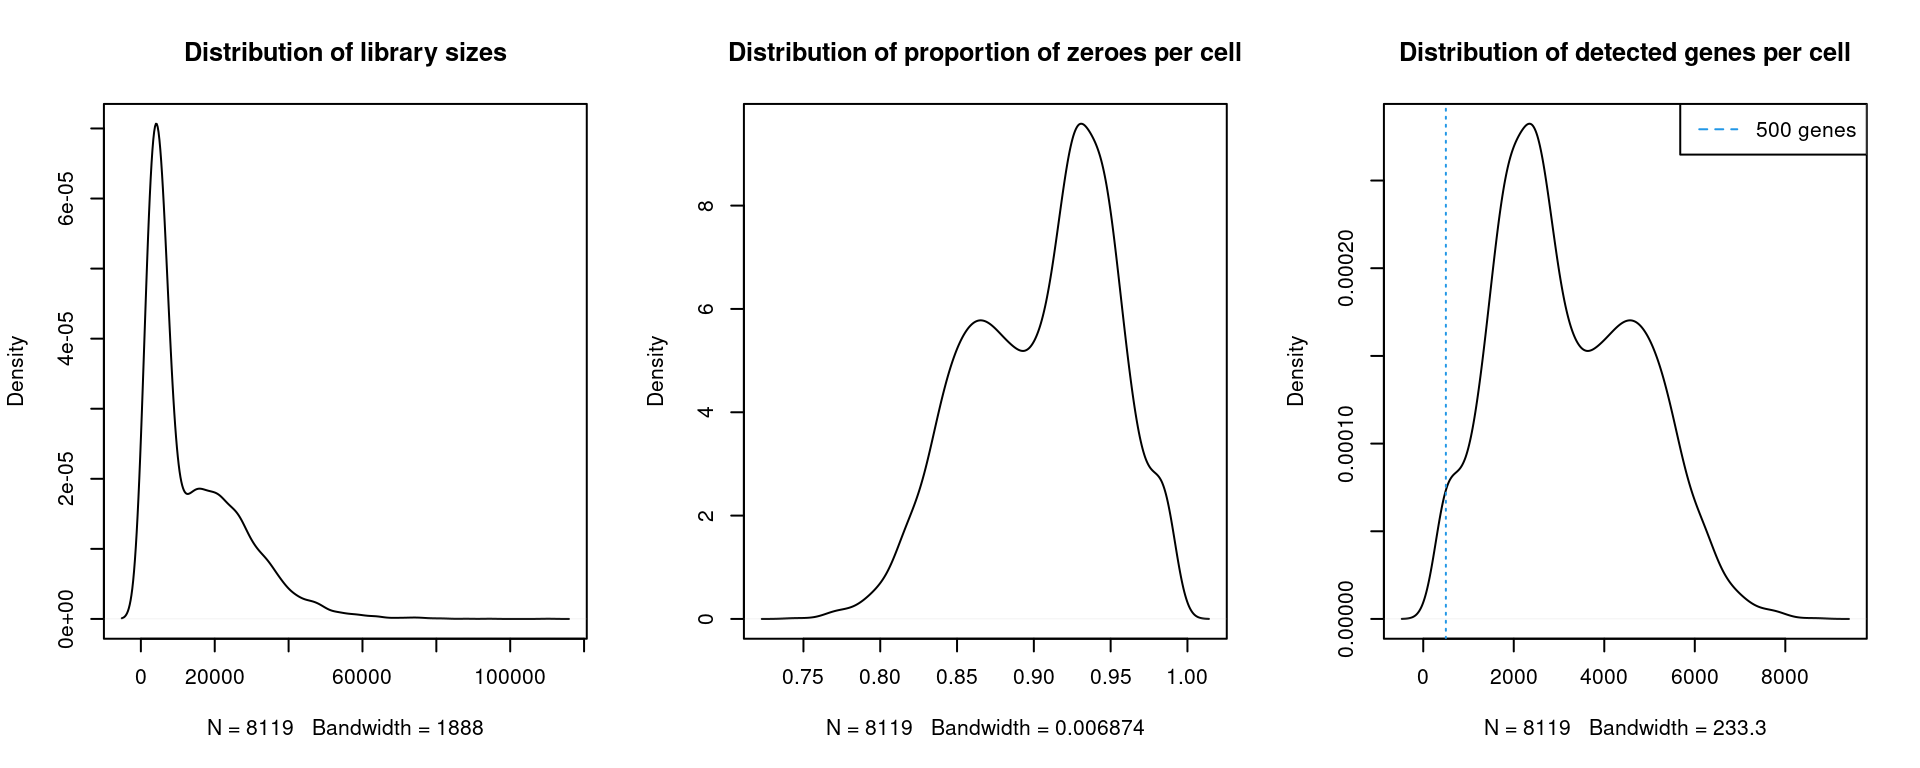 Distribution of library sizes
Density
0e+00
2e-05
4e-05
6e-05
0
20000
60000
100000
N = 8119 Bandwidth = 1888
Distribution of proportion of zeroes per cell
Density
0
2
4
6
8
0.75
0.80
0.85
0.90
0.95
1.00
N = 8119 Bandwidth = 0.006874
Distribution of detected genes per cell
500 genes
Density
0.00000
0.00010
0.00020
0
2000
4000
6000
8000
N = 8119 Bandwidth = 233.3